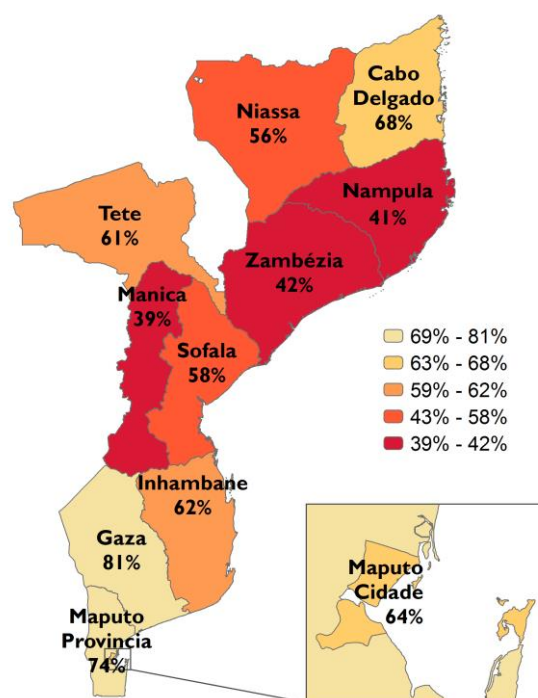 Cabo
Delgado
68%
Niassa
56%
Nampula
41%
Tete
61%
Zambézia
42%
Manica
39%
Sofala
58%
69% - 81%
63% - 68%
59% - 62%
43% - 58%
39% - 42%
Inhambane
62%
Gaza
81%
Maputo
Cidade
64%
Maputo
Provincia
74%